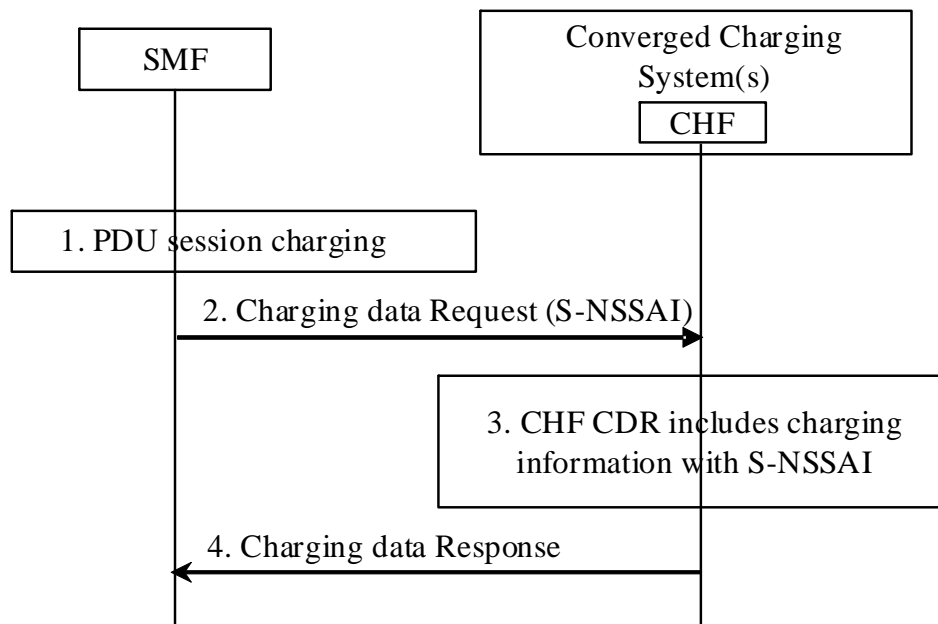 SMF
Converged Charging
System(s)
CHF
1. PDU session charging
2. Charging data Request (S-NSSAI)
3. CHF CDR includes charging
information with S-NSSAI
4. Charging data Response